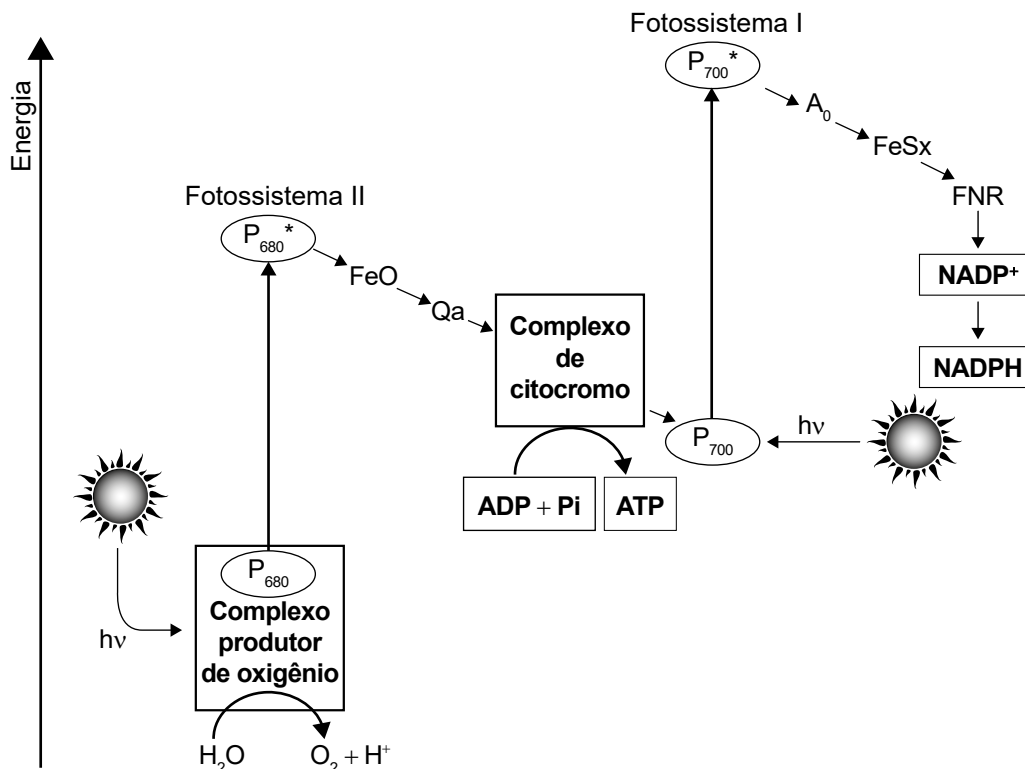 Fotossistema I
P700*
A0
FeSx
FNR
NADP+
NADPH
Energia
Fotossistema II
P680*
FeO
Qa
Complexo
de
citocromo
P700
hν
ADP + Pi
ATP
P680
Complexo
produtor
de oxigênio
hν
H2O
O2 + H+